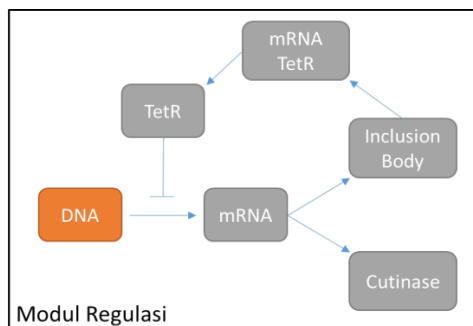 mRNA
TetR
TetR
Inclusion
Body
DNA
mRNA
Cutinase
Modul Regulasi